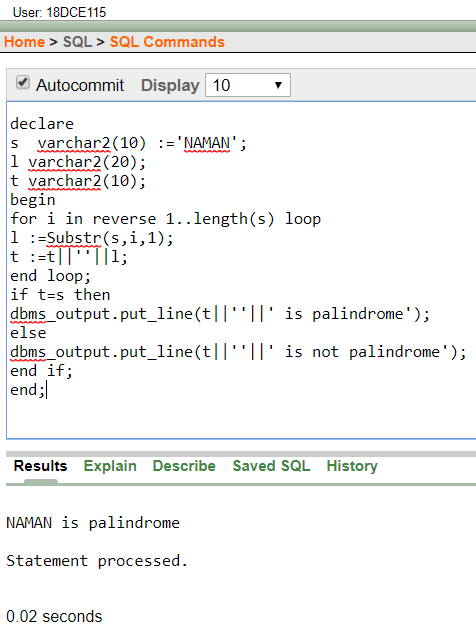 User: 18DCE115
Home > SQL > SQL Commands
Autocommit Display 10
declare
s  varchar2(10) :='NAMAN';
l varchar2(20);
t varchar2(10);
begin
for i in reverse 1..length(s) loop
l :=Substr(s,i,1);
t :=t||''||l;
end loop;
if t=s then
dbms_output.put_line(t||''||' is palindrome');
else
dbms_output.put_line(t||''||' is not palindrome');
end if;
end;
Results Explain Describe Saved SQL History
NAMAN is palindrome
Statement processed.
0.02 seconds